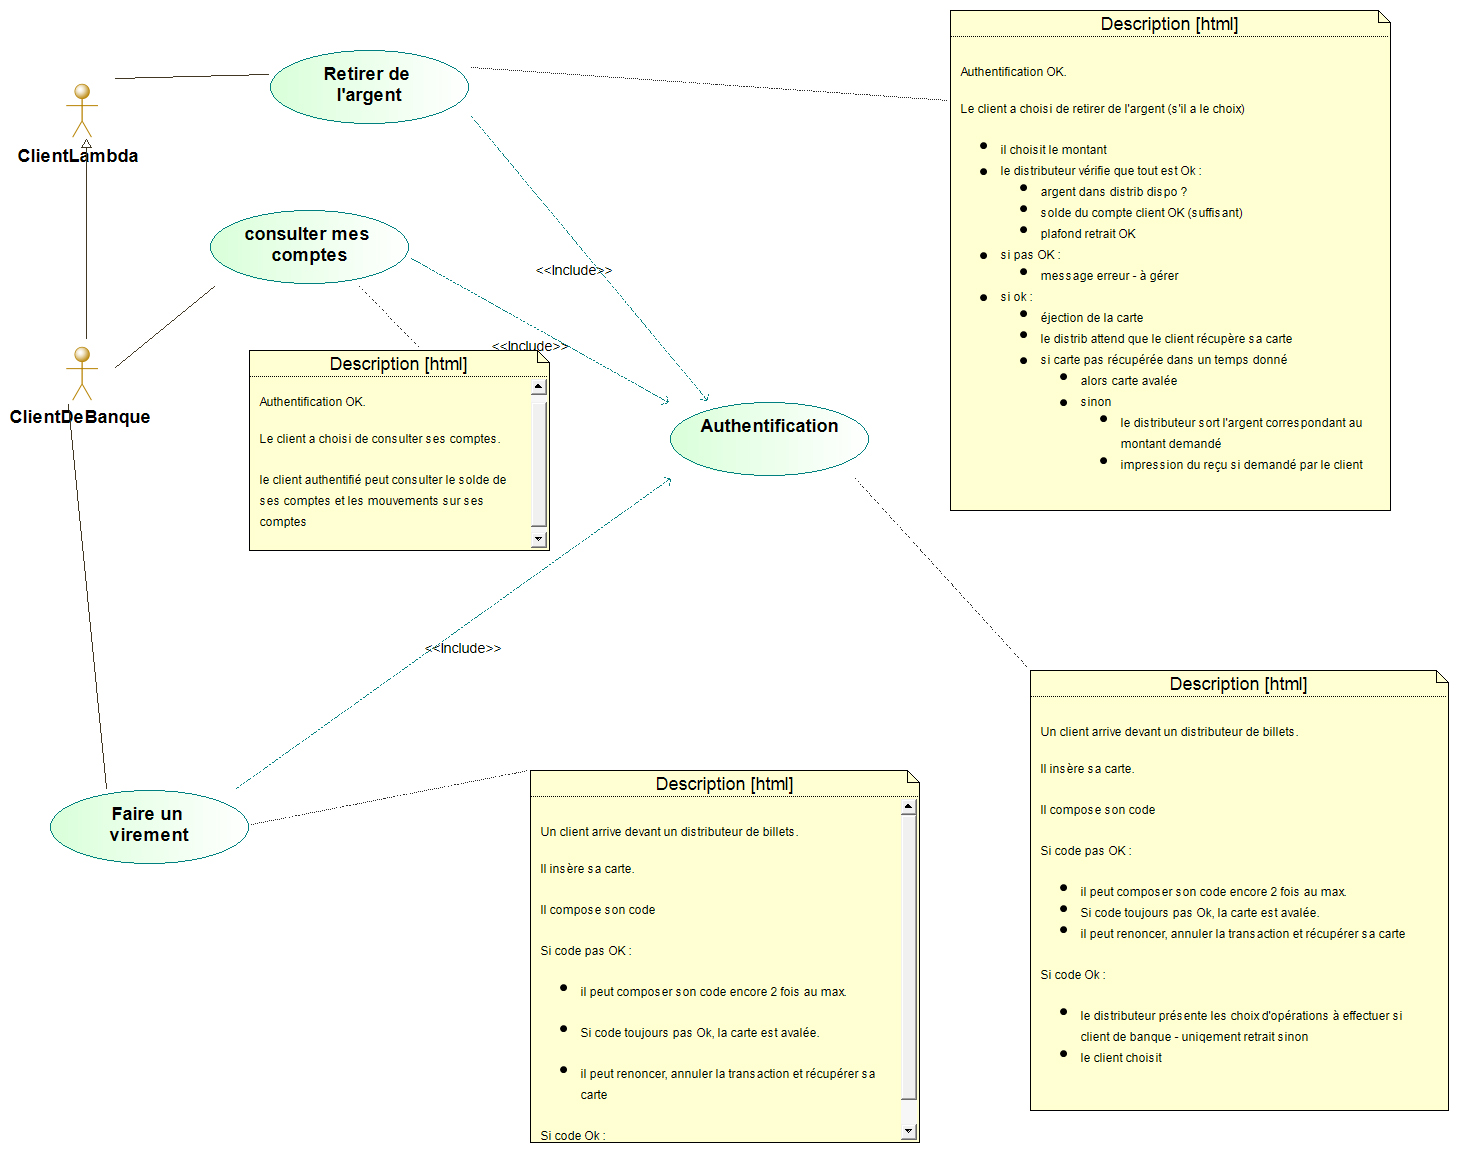 Retirer de
l'argent
ClientLambda
consulter mes
comptes
<<Include>>
<<Include>>
ClientDeBanque
Authentification
<<Include>>
Faire un
virement
Description [html]
Authentification OK.
Le client a choisi de retirer de l'argent (s'il a le choix)
• il choisit le montant
• le distributeur vérifie que tout est Ok :
• argent dans distrib dispo ?
• solde du compte client OK (suffisant)
• plafond retrait OK
• si pas OK :
• message erreur - à gérer
• si ok :
• éjection de la carte
• le distrib attend que le client récupère sa carte
• si carte pas récupérée dans un temps donné
• alors carte avalée
• sinon
• le distributeur sort l'argent correspondant au
montant demandé
• impression du reçu si demandé par le client
Description [html]
Authentification OK.
Le client a choisi de consulter ses comptes.
le client authentifié peut consulter le solde de
ses comptes et les mouvements sur ses
comptes
Description [html]
Un client arrive devant un distributeur de billets.
Il insère sa carte.
Il compose son code
Si code pas OK :
• il peut composer son code encore 2 fois au max.
• Si code toujours pas Ok, la carte est avalée.
• il peut renoncer, annuler la transaction et récupérer sa carte
Si code Ok :
• le distributeur présente les choix d'opérations à effectuer si
client de banque - uniqement retrait sinon
• le client choisit
Description [html]
Un client arrive devant un distributeur de billets.
Il insère sa carte.
Il compose son code
Si code pas OK :
• il peut composer son code encore 2 fois au max.
• Si code toujours pas Ok, la carte est avalée.
• il peut renoncer, annuler la transaction et récupérer sa
carte
Si code Ok :